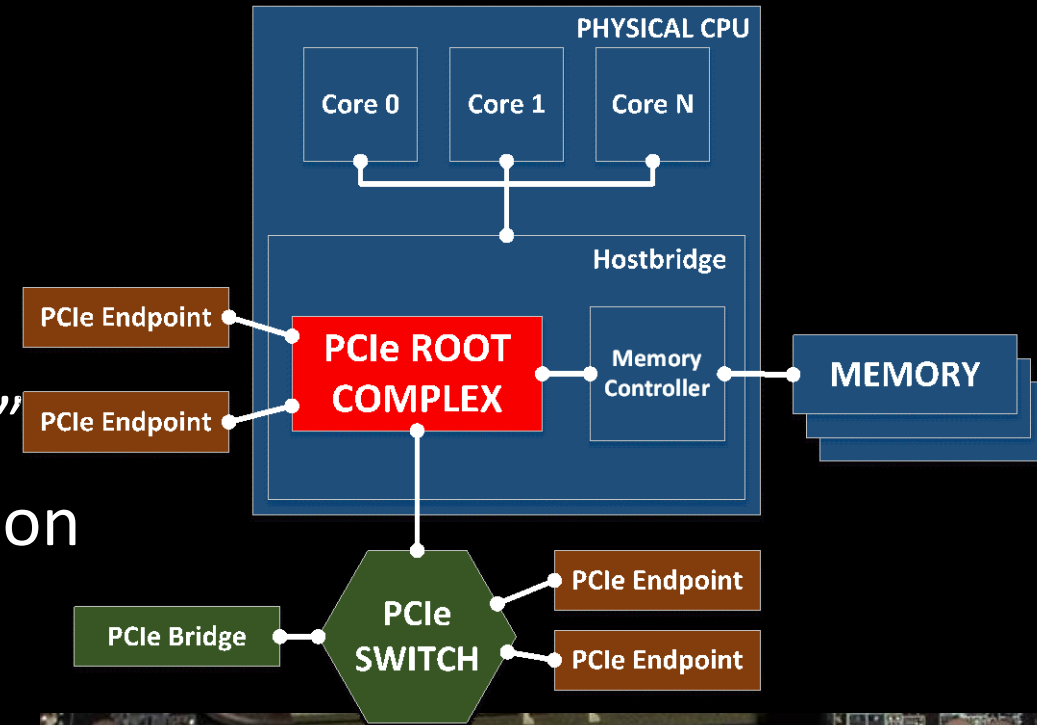 PHYSICAL CPU
Core 0
Core 1
Core N
Hostbridge
PCIe Endpoint
PCIe ROOT
COMPLEX
Memory
Controller
MEMORY
”
PCIe Endpoint
on
PCIe Bridge
PCIe
SWITCH
PCIe Endpoint
PCIe Endpoint